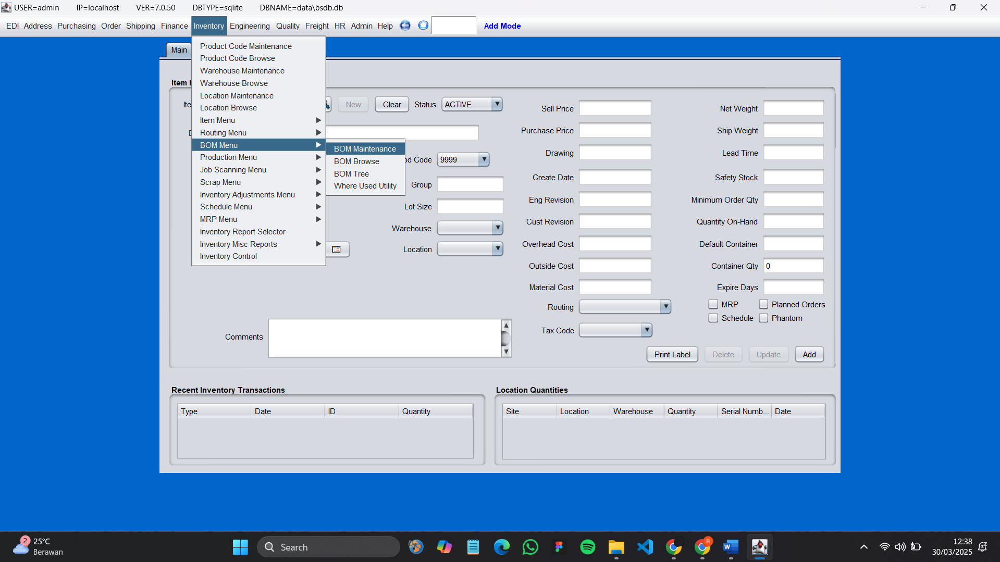 USER=admin IP=localhost VER=7.0.50 DBTYPE=sqlite DBNAME=data\bsdb.db
EDI Address Purchasing Order Shipping Finance Inventory Engineering Quality Freight HR Admin Help Add Mode
Main
Product Code Maintenance
Product Code Browse
Warehouse Maintenance
Warehouse Browse
Location Maintenance
Location Browse
Item Menu
Routing Menu
BOM Menu
Production Menu
Job Scanning Menu
Scrap Menu
Inventory Adjustments Menu
Schedule Menu
MRP Menu
Inventory Report Selector
Inventory Misc Reports
Inventory Control
BOM Maintenance
BOM Browse
BOM Tree
Where Used Utility
Item
New Clear Status ACTIVE
9999
Group
Lot Size
Warehouse
Location
Comments
Sell Price
Purchase Price
Drawing
Create Date
Eng Revision
Cust Revision
Overhead Cost
Outside Cost
Material Cost
Routing
Tax Code
Net Weight
Ship Weight
Lead Time
Safety Stock
Minimum Order Qty
Quantity On-Hand
Default Container
Container Qty 0
Expire Days
MRP Planned Orders
Schedule Phantom
Print Label Delete Update Add
Recent Inventory Transactions
Type Date ID Quantity
Location Quantities
Site Location Warehouse Quantity Serial Numb... Date
2 25°C
Berawan
Search
R
12:38
30/03/2025